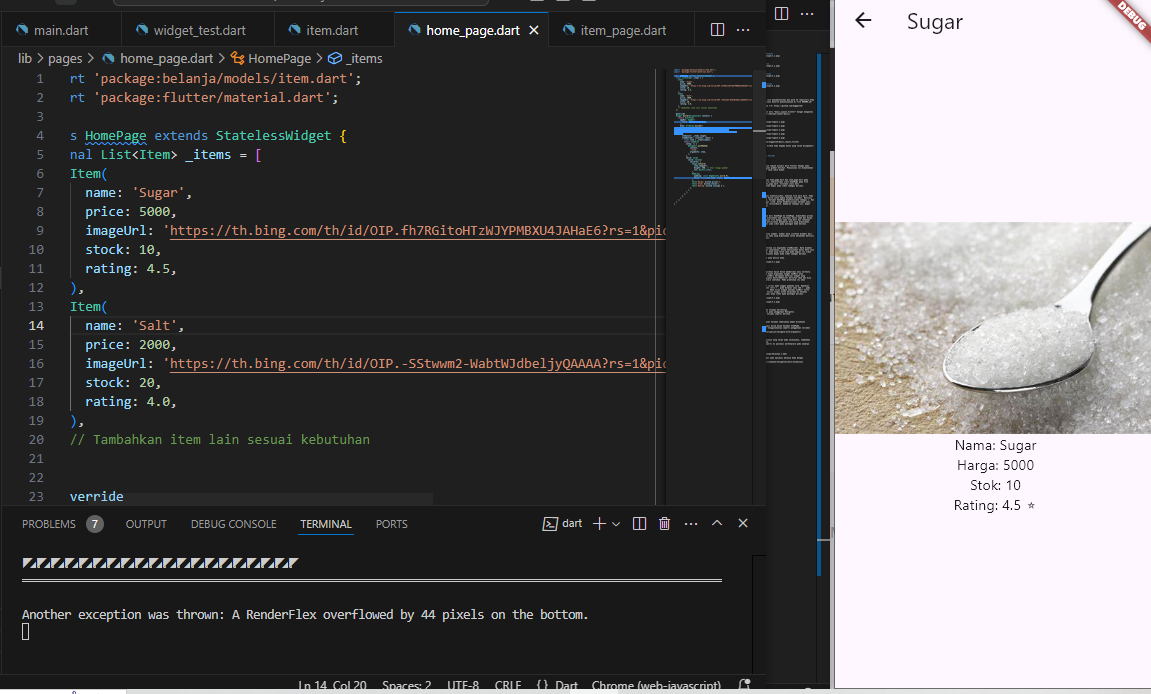 main.dart
widget_test.dart
item.dart
home_page.dart
item_page.dart
lib > pages > home_page.dart > HomePage > _items
1 rt 'package:belanja/models/item.dart';
2 rt 'package:flutter/material.dart';
3
4 s HomePage extends StatelessWidget {
5 nal List<Item> _items = [
6 Item(
7 name: 'Sugar',
8 price: 5000,
9 imageUrl: 'https://th.bing.com/th/id/OIP.fh7RGitoHTzWJYPMBXU4JAHaE6?rs=1&pic
10 stock: 10,
11 rating: 4.5,
12 ),
13 Item(
14 name: 'Salt',
15 price: 2000,
16 imageUrl: 'https://th.bing.com/th/id/OIP.-SStwwm2-WabtWJdbeljyQAAAA?rs=1&pic
17 stock: 20,
18 rating: 4.0,
19 ),
20 // Tambahkan item lain sesuai kebutuhan
21
22
23 verride
PROBLEMS 7 OUTPUT DEBUG CONSOLE TERMINAL PORTS
dart
Another exception was thrown: A RenderFlex overflowed by 44 pixels on the bottom.
Ln 14, Col 20 Spaces: 2 UTF-8 CRLF {} Dart Chrome (web-javascript)
Sugar
DEBUG
Nama: Sugar
Harga: 5000
Stok: 10
Rating: 4.5 ⭐